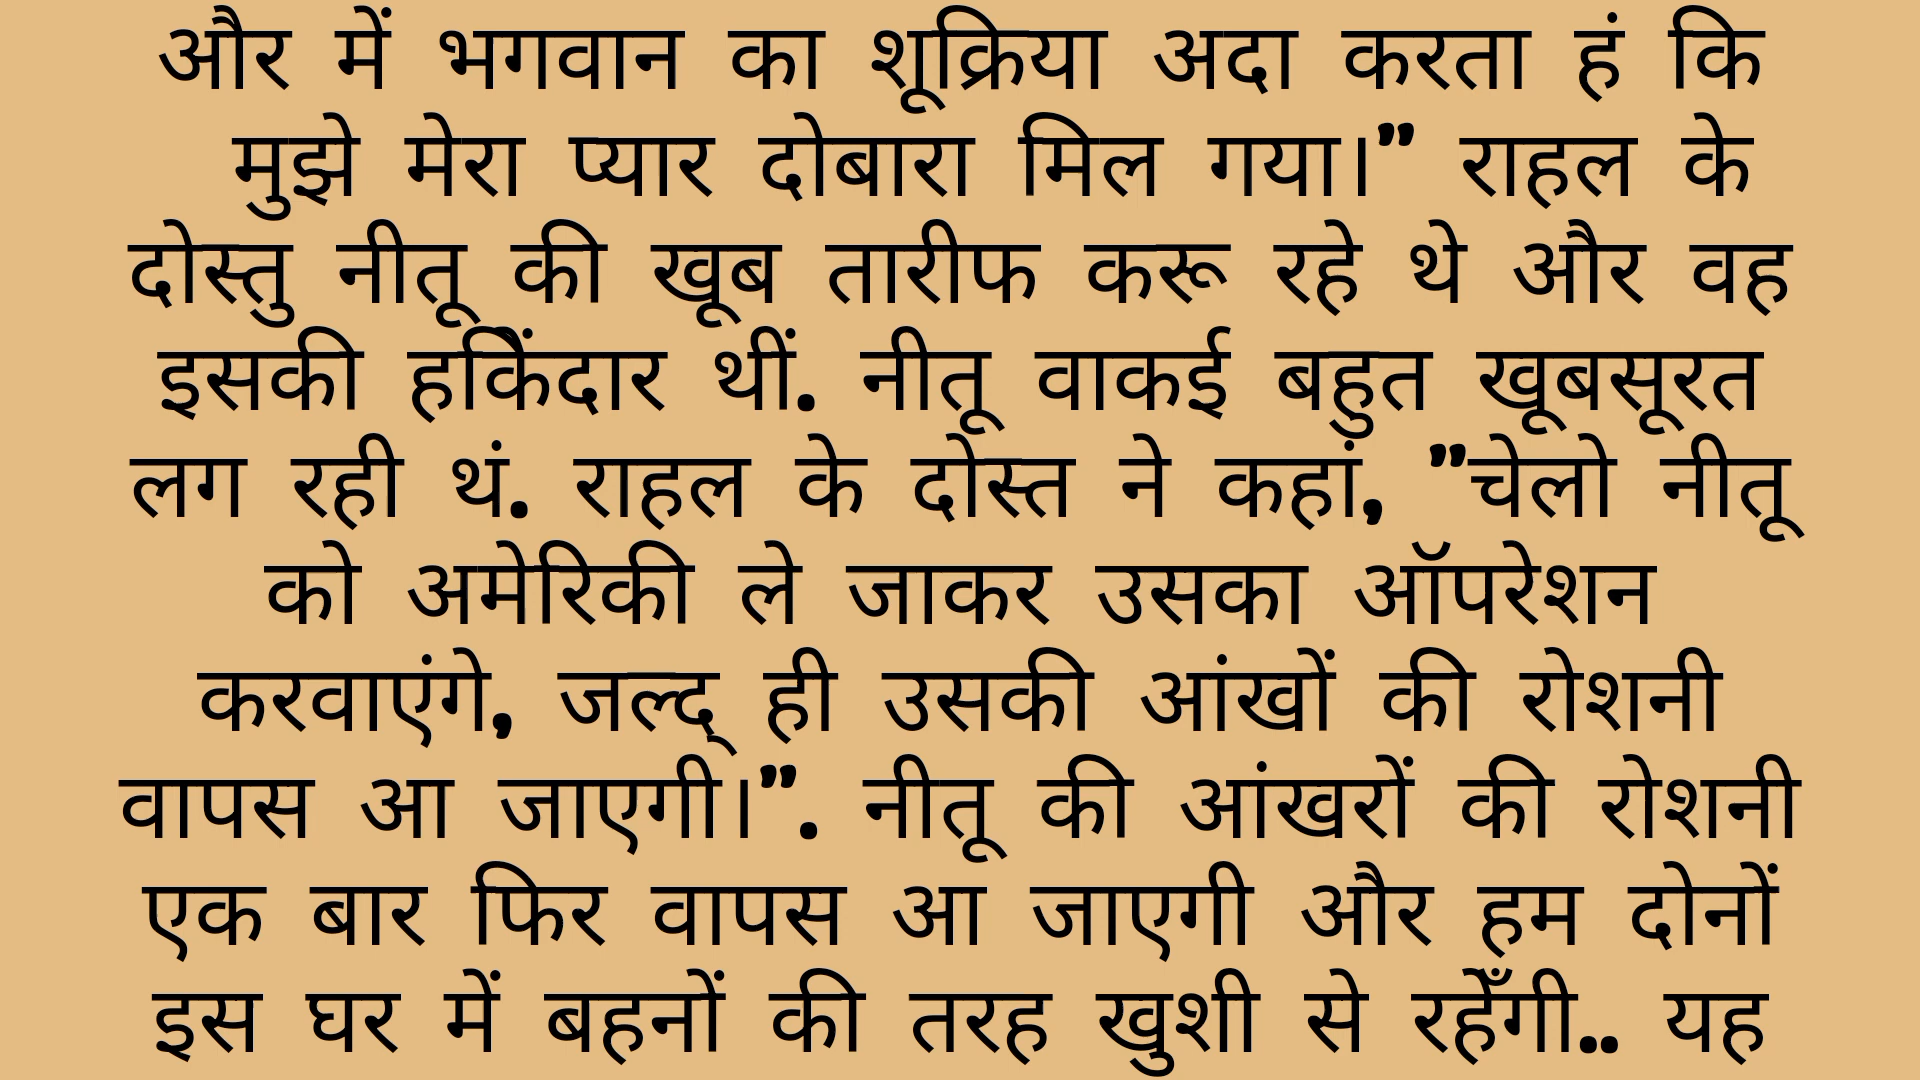 और में भगवान का शूक्रिया अदा करता हं कि
मुझे मेरा प्यार दोबारा मिल गया।” राहल के
दोस्तु नीतू की खूब तारीफ करू रहे थे और वह
इसकी हकिेंदार थीं. नीतू वाकई बहुत खूबसूरत
लग रही थं. राहल के दोस्त ने कहां, ”चेलो नीतू
को अमेरिकी ले जाकर उसका ऑपरेशन
करवाएंगे, जल्द् ही उसकी आंखों की रोशनी
वापस आ जाएगी।”. नीतू की आंखरों की रोशनी
एक बार फिर वापस आ जाएगी और हम दोनों
इस घर में बहनों की तरह खुशी से रहेँगी.. यह